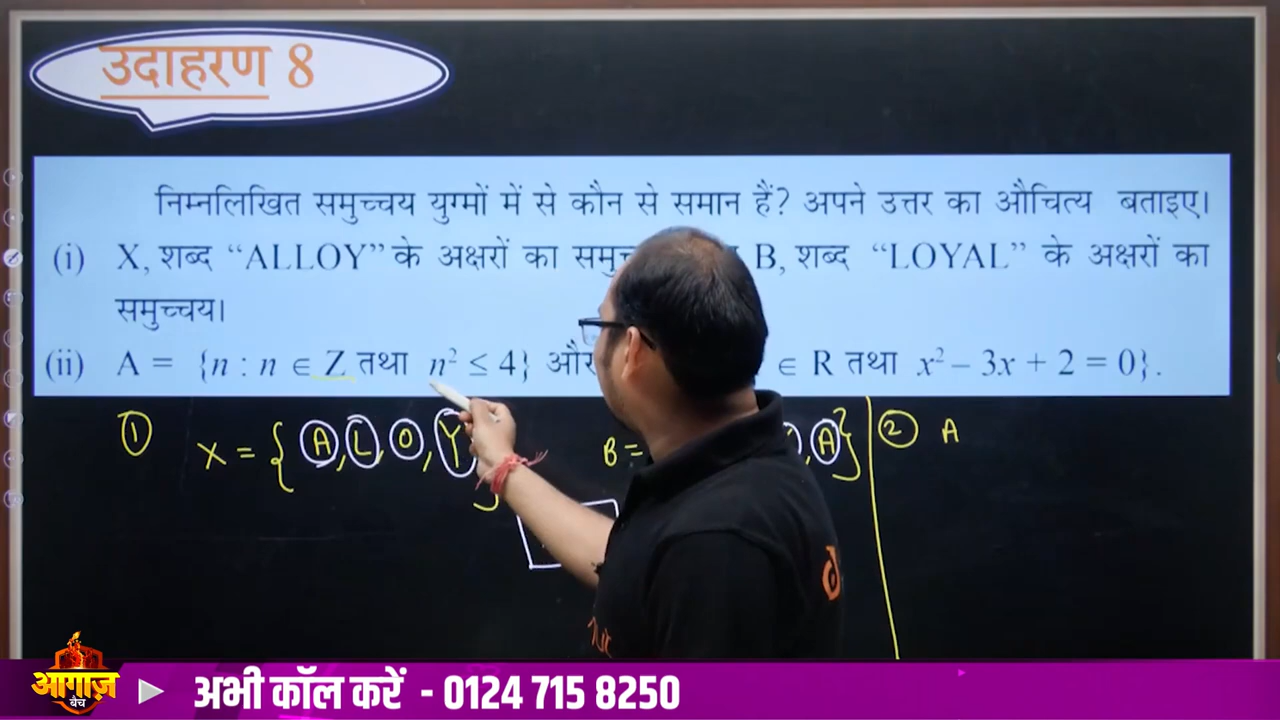 उदाहरण 8
निम्नलिखित समुच्चय युग्मों में से कौन से समान हैं? अपने उत्तर का औचित्य बताइए।
(i) X, शब्द “ALLOY” के अक्षरों का B, शब्द “LOYAL” के अक्षरों का
समुच्चय।
(ii) A = {n : n ∈ Z तथा n² ≤ 4} और ∈ R तथा x² – 3x + 2 = 0}.
① X = { A, L, O, Y B = , A } ② A
आगाज़
बैच
अभी कॉल करें - 0124 715 8250